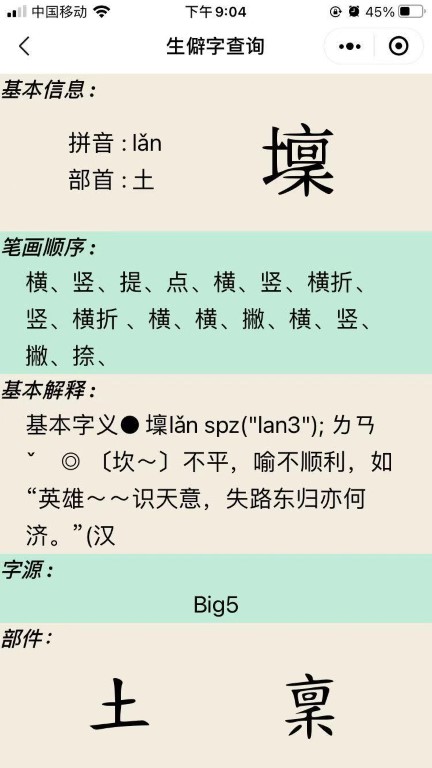 中国移动 下午9:04 45%
生僻字查询
基本信息：
拼音：lǎn
部首：土
壈
笔画顺序：
横、竖、提、点、横、竖、横折、
竖、横折 、横、横、撇、横、竖、
撇、捺、
基本解释：
基本字义● 壈lǎn spz("lan3"); ㄌㄢ
ˇ ◎ 〔坎～〕不平，喻不顺利，如
“英雄～～识天意，失路东归亦何
济。”(汉
字源：
Big5
部件：
土 稟